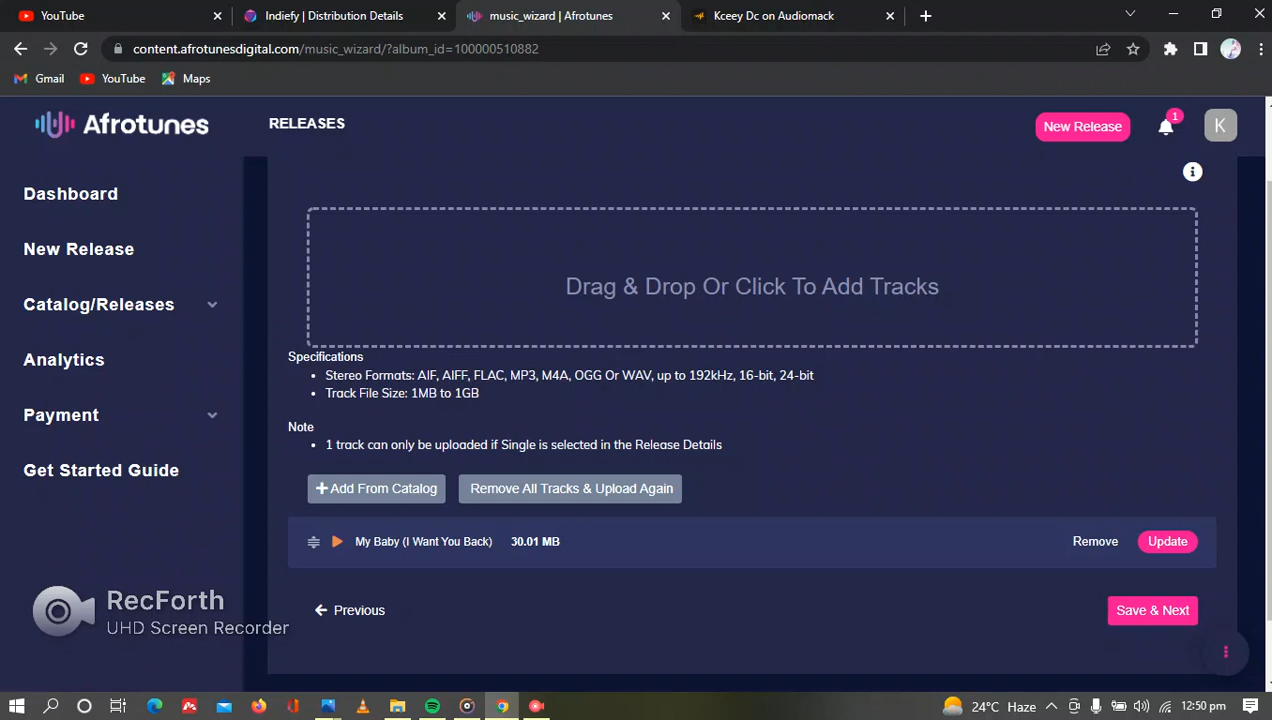 YouTube
Indiefy | Distribution Details
music_wizard | Afrotunes
Kceey Dc on Audiomack
content.afrotunesdigital.com/music_wizard/?album_id=100000510882
Gmail
YouTube
Maps
Afrotunes
RELEASES
New Release
1
K
Dashboard
New Release
Catalog/Releases
Analytics
Payment
Get Started Guide
Drag & Drop Or Click To Add Tracks
Specifications
Stereo Formats: AIF, AIFF, FLAC, MP3, M4A, OGG Or WAV, up to 192kHz, 16-bit, 24-bit
Track File Size: 1MB to 1GB
Note
1 track can only be uploaded if Single is selected in the Release Details
+ Add From Catalog
Remove All Tracks & Upload Again
My Baby (I Want You Back) 30.01 MB
Remove
Update
Previous
Save & Next
RecForth
UHD Screen Recorder
24°C Haze
12:50 pm